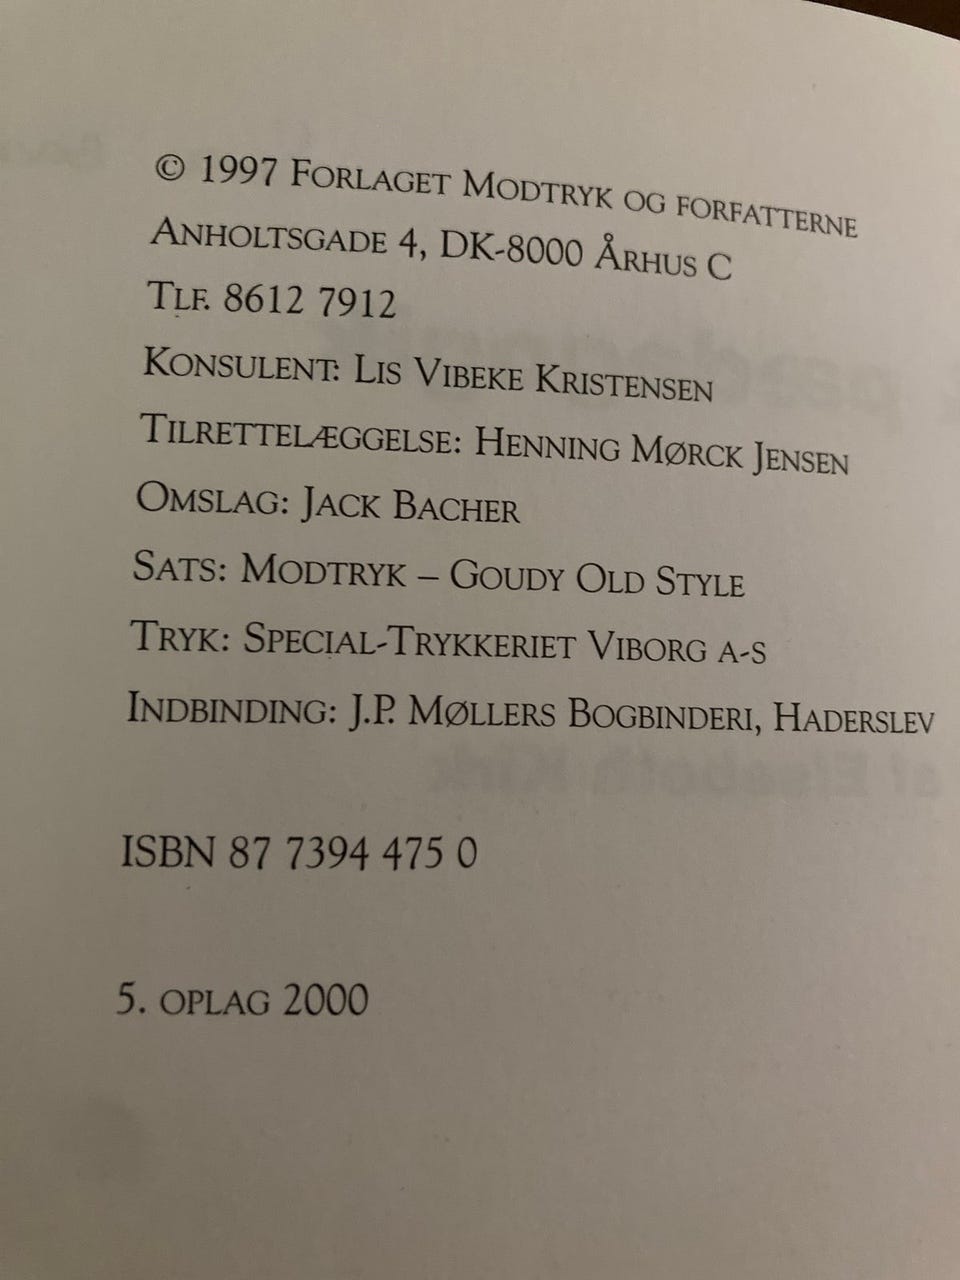 © 1997 Forlaget Modtryk og forfatterne
Anholtsgade 4, DK-8000 Århus C
Tlf. 8612 7912
Konsulent: Lis Vibeke Kristensen
Tilrettelæggelse: Henning Mørck Jensen
Omslag: Jack Bacher
Sats: Modtryk – Goudy Old Style
Tryk: Special-Trykkeriet Viborg a-s
Indbinding: J.P. Møllers Bogbinderi, Haderslev
ISBN 87 7394 475 0
5. oplag 2000